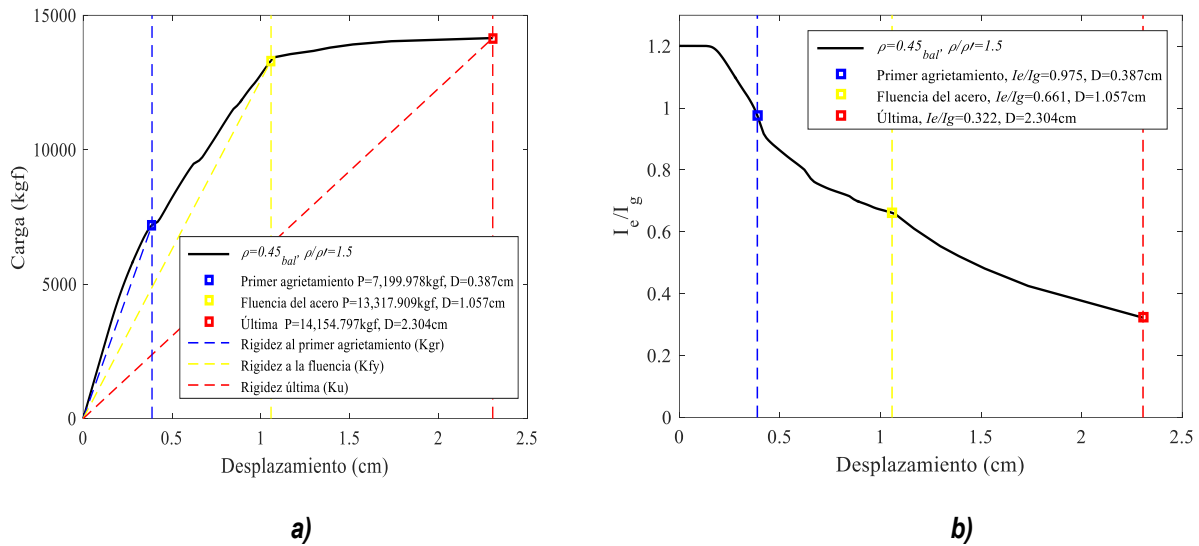 a)
15000
10000
5000
0
Carga (kgf)
0 0.5 1 1.5 2 2.5
Desplazamiento (cm)
ρ=0.45bal, ρ/ρ′=1.5
Primer agrietamiento P=7,199.978kgf, D=0.387cm
Fluencia del acero P=13,317.909kgf, D=1.057cm
Última P=14,154.797kgf, D=2.304cm
Rigidez al primer agrietamiento (Kgr)
Rigidez a la fluencia (Kfy)
Rigidez última (Ku)
b)
1.2
1
0.8
0.6
0.4
0.2
0
Ie/Ig
0 0.5 1 1.5 2 2.5
Desplazamiento (cm)
ρ=0.45bal, ρ/ρ′=1.5
Primer agrietamiento, Ie/Ig=0.975, D=0.387cm
Fluencia del acero, Ie/Ig=0.661, D=1.057cm
Última, Ie/Ig=0.322, D=2.304cm